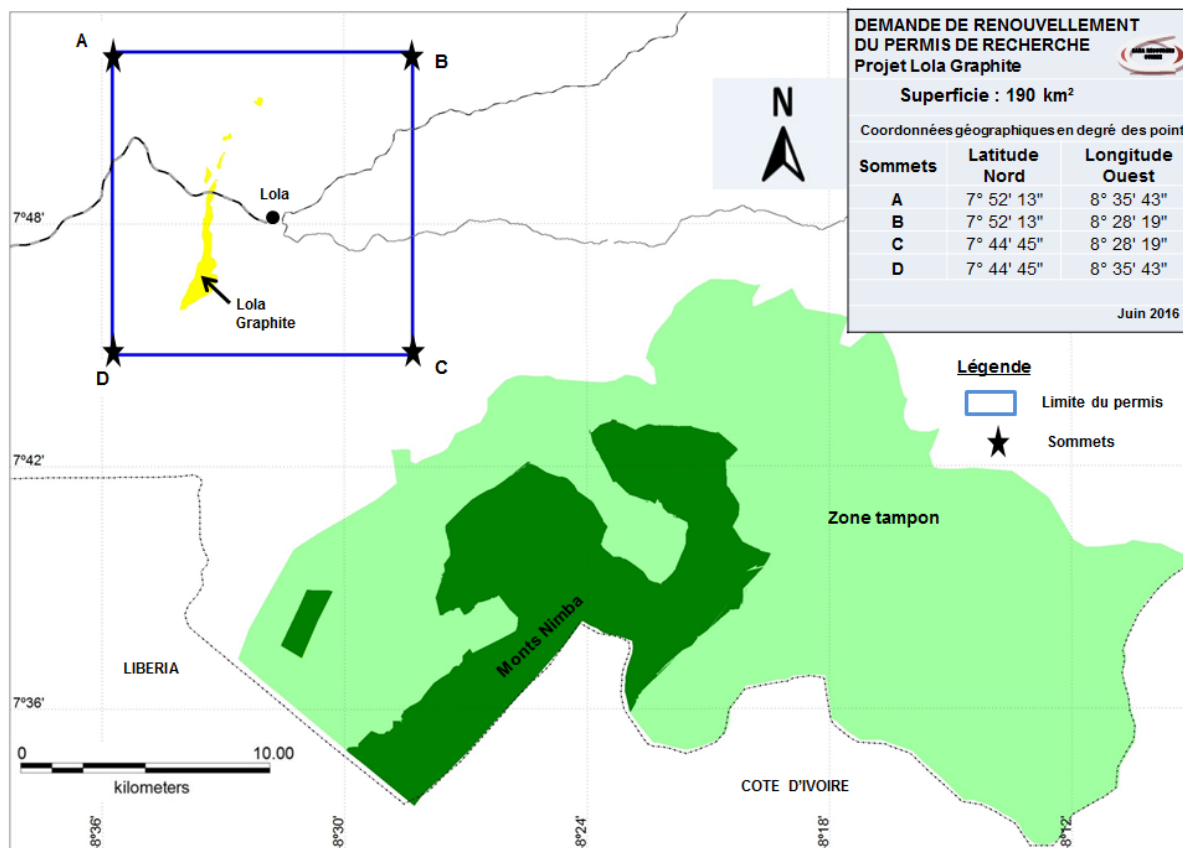 DEMANDE DE RENOUVELLEMENT
DU PERMIS DE RECHERCHE
Projet Lola Graphite
Superficie : 190 km²
Coordonnées géographiques en degré des point
Sommets Latitude Nord Longitude Ouest
A 7° 52' 13" 8° 35' 43"
B 7° 52' 13" 8° 28' 19"
C 7° 44' 45" 8° 28' 19"
D 7° 44' 45" 8° 35' 43"
Juin 2016
N
A
B
Lola
Lola
Graphite
D
C
Légende
Limite du permis
Sommets
7°48'
7°42'
7°36'
Zone tampon
Monts Nimba
LIBERIA
COTE D'IVOIRE
0 10.00
kilometers
8°36'
8°30'
8°24'
8°18'
8°12'